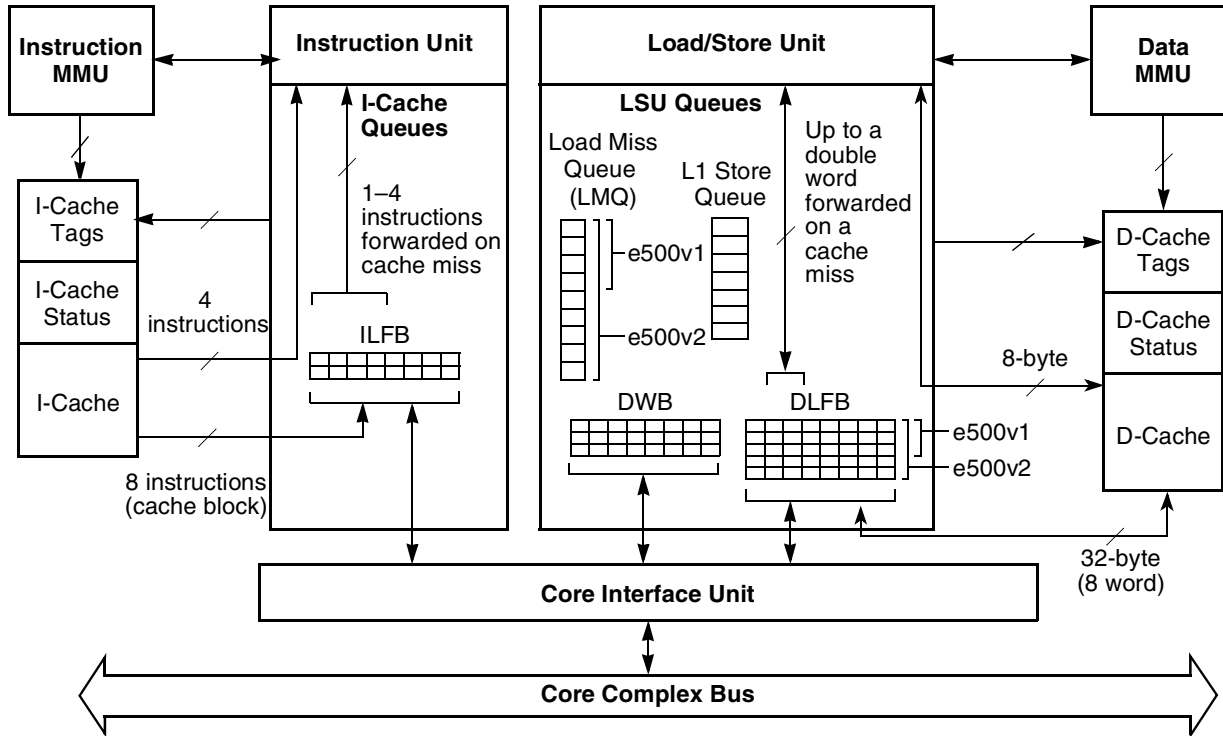 Instruction
MMU
Instruction Unit
Load/Store Unit
Data
MMU
I-Cache
Queues
LSU Queues
Load Miss
Queue
(LMQ)
L1 Store
Queue
Up to a
double
word
forwarded
on a
cache
miss
1–4
instructions
forwarded on
cache miss
I-Cache
Tags
I-Cache
Status
I-Cache
4
instructions
e500v1
e500v2
D-Cache
Tags
D-Cache
Status
D-Cache
8-byte
ILFB
DWB
DLFB
e500v1
e500v2
8 instructions
(cache block)
32-byte
(8 word)
Core Interface Unit
Core Complex Bus